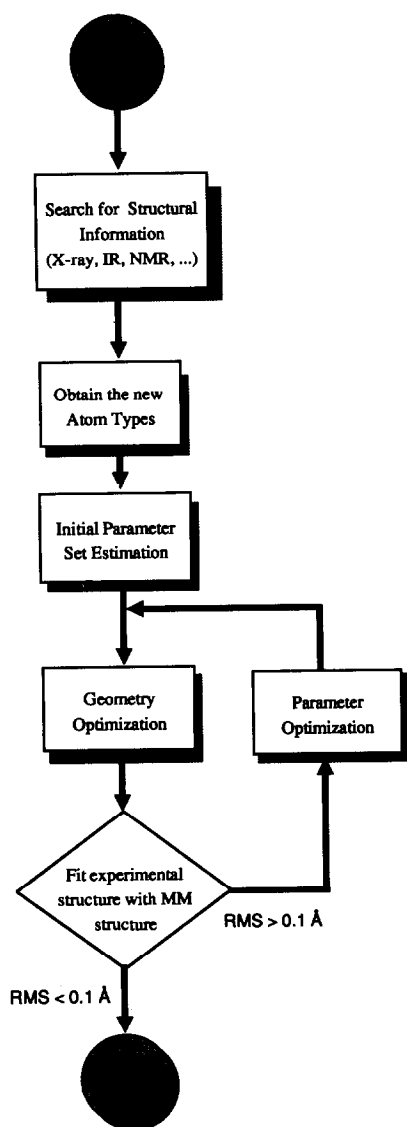 Search for Structural
Information
(X-ray, IR, NMR, ...)
Obtain the new
Atom Types
Initial Parameter
Set Estimation
Geometry
Optimization
Parameter
Optimization
Fit experimental
structure with MM
structure
RMS > 0.1 Å
RMS < 0.1 Å